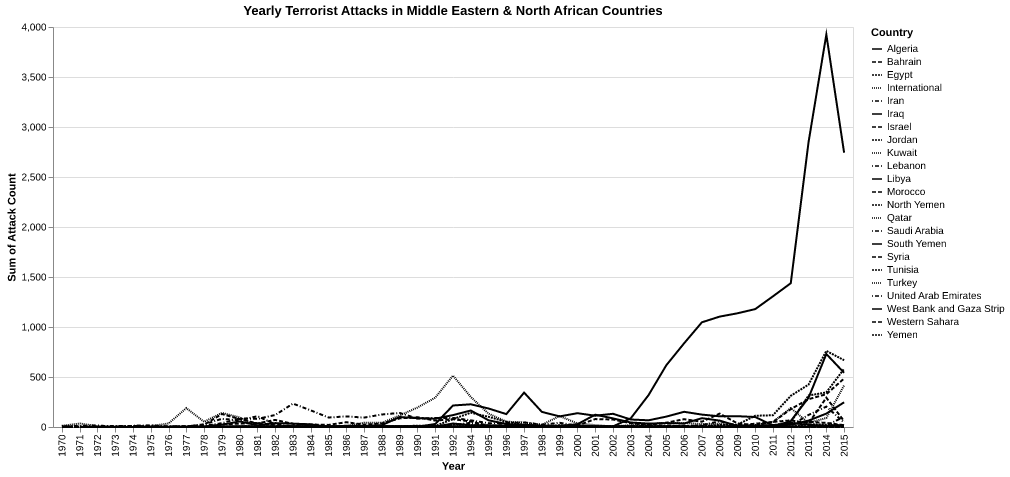 Yearly Terrorist Attacks in Middle Eastern & North African Countries
4,000
3,500
3,000
2,500
2,000
1,500
1,000
500
0
Sum of Attack Count
1970
1971
1972
1973
1974
1975
1976
1977
1978
1979
1980
1981
1982
1983
1984
1985
1986
1987
1988
1989
1990
1991
1992
1993
1994
1995
1996
1997
1998
1999
2000
2001
2002
2003
2004
2005
2006
2007
2008
2009
2010
2011
2012
2013
2014
2015
Year
Country
Algeria
Bahrain
Egypt
International
Iran
Iraq
Israel
Jordan
Kuwait
Lebanon
Libya
Morocco
North Yemen
Qatar
Saudi Arabia
South Yemen
Syria
Tunisia
Turkey
United Arab Emirates
West Bank and Gaza Strip
Western Sahara
Yemen